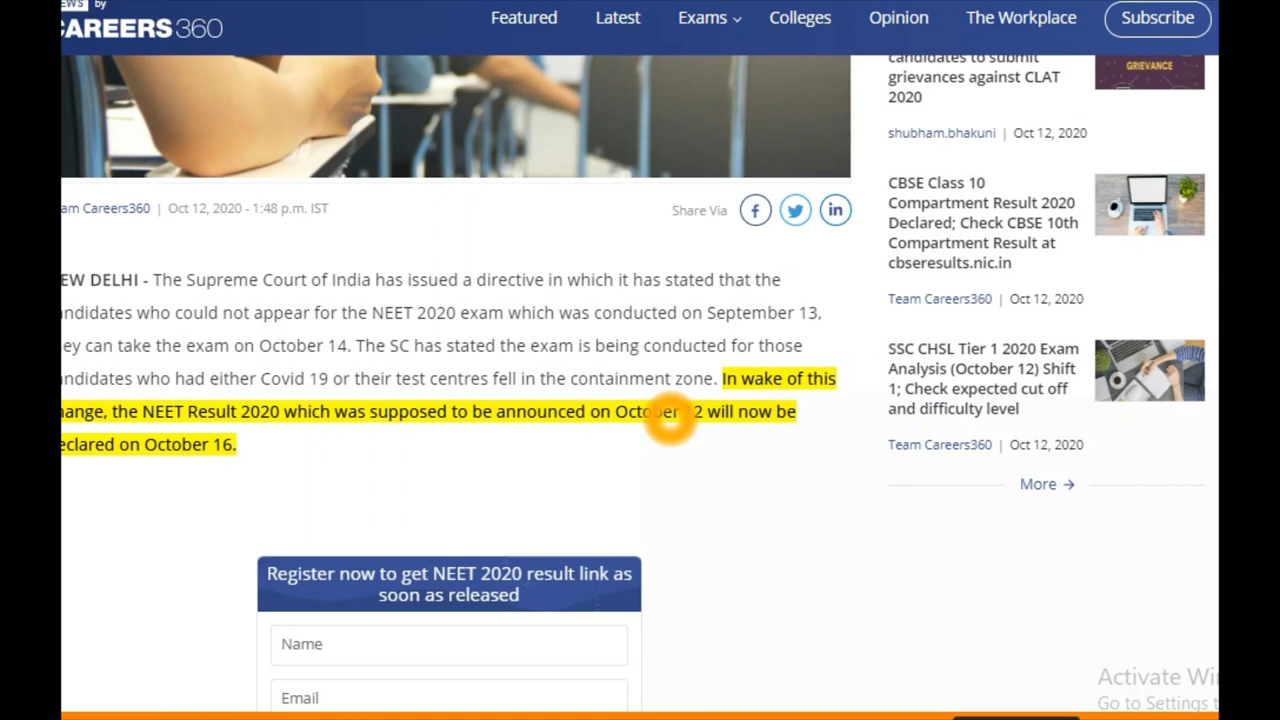 EWS by
CAREERS360
Featured
Latest
Exams
Colleges
Opinion
The Workplace
Subscribe
candidates to submit
grievances against CLAT
2020
GRIEVANCE
shubham.bhakuni | Oct 12, 2020
CBSE Class 10
Compartment Result 2020
Declared; Check CBSE 10th
Compartment Result at
cbseresults.nic.in
Team Careers360 | Oct 12, 2020
SSC CHSL Tier 1 2020 Exam
Analysis (October 12) Shift
1; Check expected cut off
and difficulty level
Team Careers360 | Oct 12, 2020
More →
am Careers360 | Oct 12, 2020 - 1:48 p.m. IST
Share Via
EW DELHI - The Supreme Court of India has issued a directive in which it has stated that the
ndidates who could not appear for the NEET 2020 exam which was conducted on September 13,
ey can take the exam on October 14. The SC has stated the exam is being conducted for those
ndidates who had either Covid 19 or their test centres fell in the containment zone. In wake of this
hange, the NEET Result 2020 which was supposed to be announced on October 12 will now be
eclared on October 16.
Register now to get NEET 2020 result link as
soon as released
Name
Email
Activate Wi
Go to Settings t